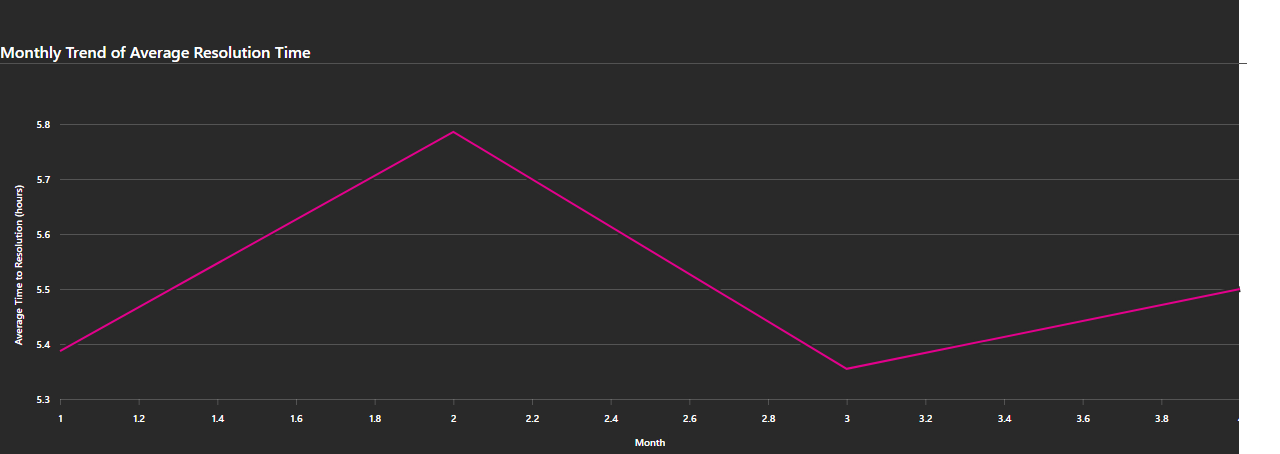 Monthly Trend of Average Resolution Time
5.8
5.7
5.6
5.5
5.4
5.3
Average Time to Resolution (hours)
1 1.2 1.4 1.6 1.8 2 2.2 2.4 2.6 2.8 3 3.2 3.4 3.6 3.8
Month